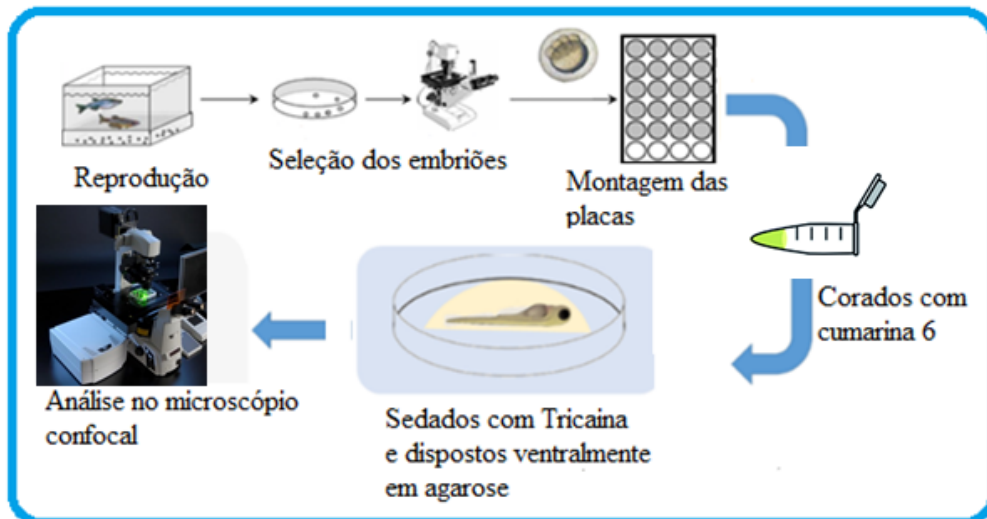 Reprodução
Seleção dos embriões
Montagem das
placas
Corados com
cumarina 6
Sedados com Tricaina
e dispostos ventralmente
em agarose
Análise no microscópio
confocal